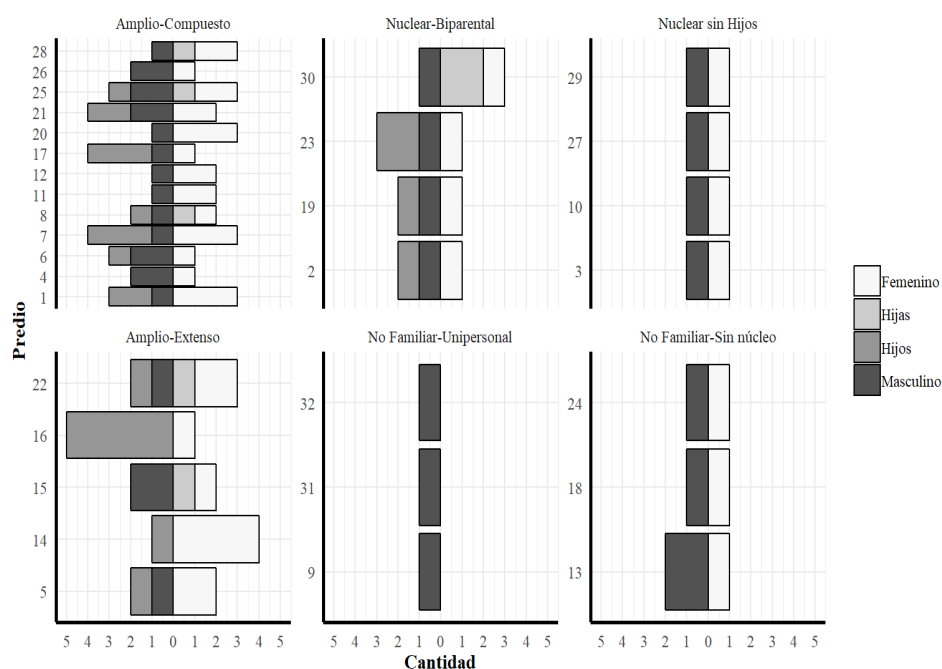 Amplio-Compuesto
Nuclear-Biparental
Nuclear sin Hijos
28
26
25
21
20
17
12
11
8
7
6
4
1
30
23
19
2
29
27
10
3
Predio
Amplio-Extenso
No Familiar-Unipersonal
No Familiar-Sin núcleo
22
16
15
14
5
32
31
9
24
18
13
5 4 3 2 1 0 1 2 3 4 5
5 4 3 2 1 0 1 2 3 4 5
5 4 3 2 1 0 1 2 3 4 5
Cantidad
Femenino
Hijas
Hijos
Masculino